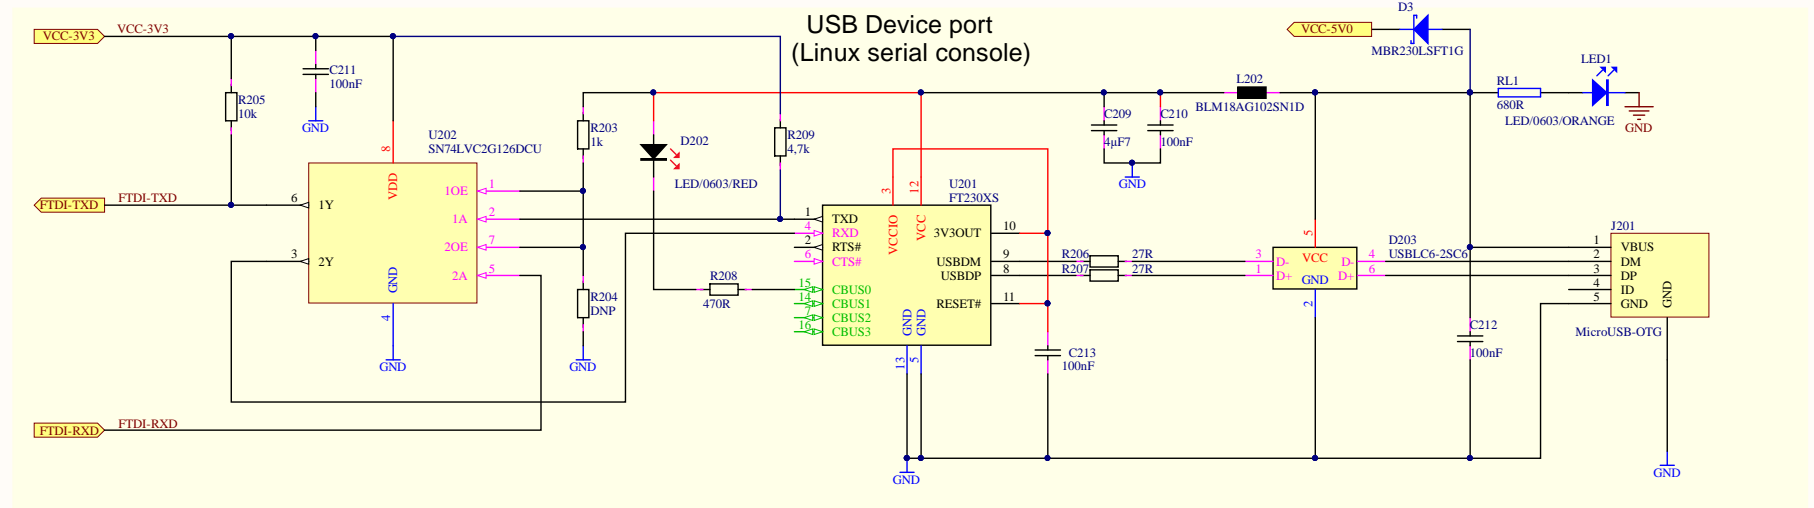 USB Device port
(Linux serial console)
VCC-3V3
VCC-3V3
C211
100nF
GND
R205
10k
U202
SN74LVC2G126DCU
8
VDD
1OE
1
1A
2
2OE
7
2A
5
6
1Y
3
2Y
GND
4
GND
FTDI-TXD
FTDI-TXD
FTDI-RXD
FTDI-RXD
R203
1k
R204
DNP
GND
D202
LED/0603/RED
R209
4,7k
R208
470R
U201
FT230XS
3
12
VCCIO
VCC
1
TXD
4
RXD
2
RTS#
6
CTS#
15
CBUS0
14
CBUS1
7
CBUS2
16
CBUS3
3V3OUT
10
USBDM
9
USBDP
8
RESET#
11
GND
GND
13
5
GND
C213
100nF
R206
27R
R207
27R
C209
4µF7
C210
100nF
GND
L202
BLM18AG102SN1D
VCC-5V0
D3
MBR230LSFT1G
RL1
680R
LED1
LED/0603/ORANGE
GND
D203
USBLC6-2SC6
5
VCC
GND
3
D-
1
D+
D-
4
D+
6
2
C212
100nF
J201
1
VBUS
2
DM
3
DP
4
ID
5
GND
GND
MicroUSB-OTG
GND